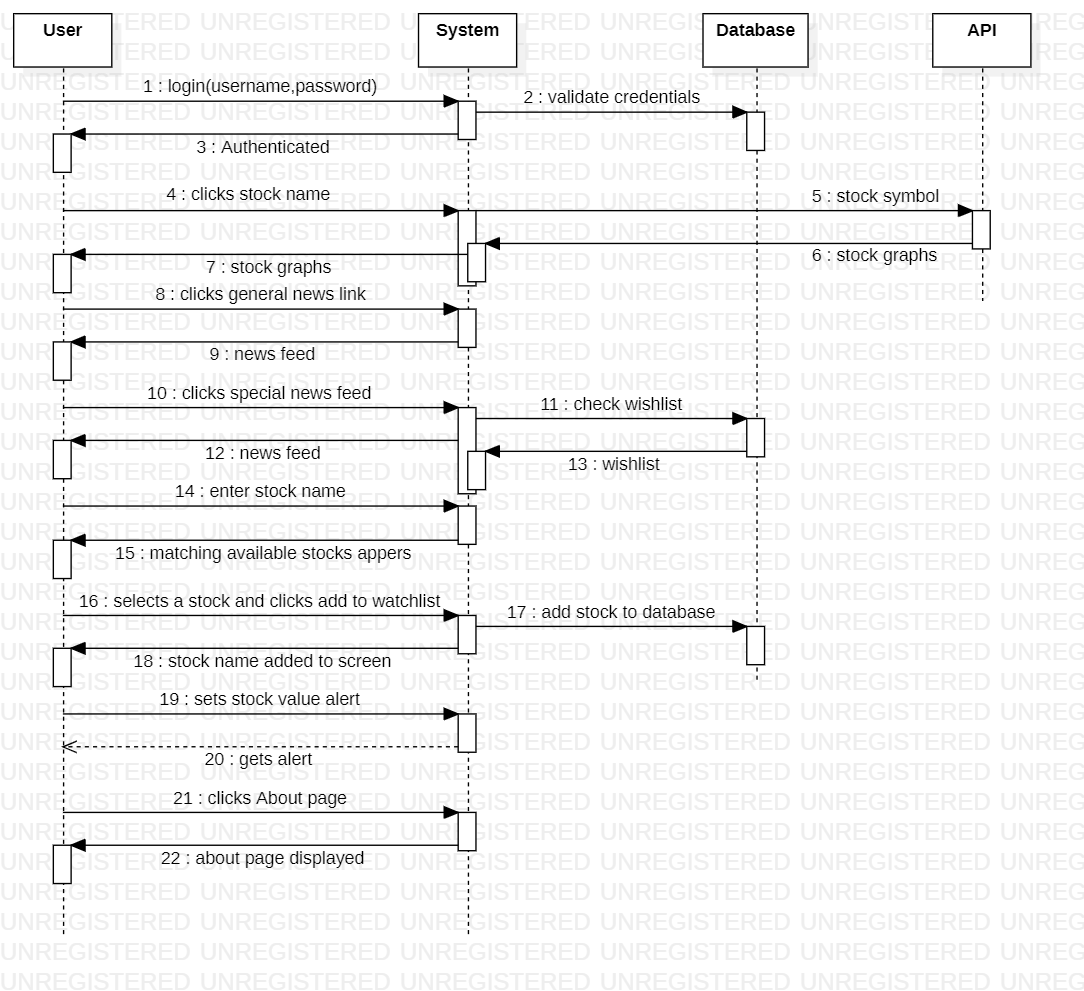 User System Database API
1 : login(username,password)
2 : validate credentials
3 : Authenticated
4 : clicks stock name
5 : stock symbol
6 : stock graphs
7 : stock graphs
8 : clicks general news link
9 : news feed
10 : clicks special news feed
11 : check wishlist
12 : news feed
13 : wishlist
14 : enter stock name
15 : matching available stocks appers
16 : selects a stock and clicks add to watchlist
17 : add stock to database
18 : stock name added to screen
19 : sets stock value alert
20 : gets alert
21 : clicks About page
22 : about page displayed
UNREGISTERED